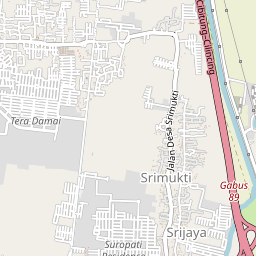 Cibitung-Cilincing
Tera Damai
Jalan Desa Srimukti
Srimukti
Gabus
89
Srijaya
Suropati